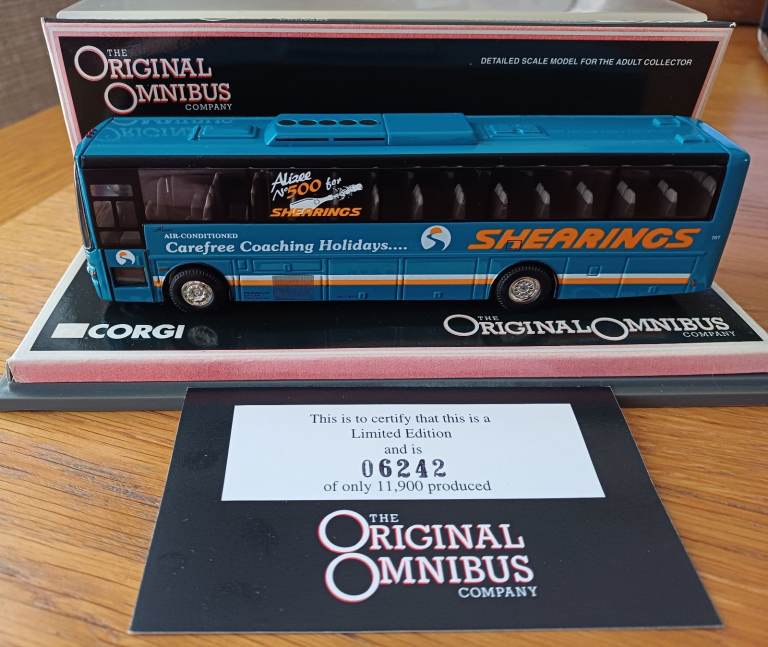 THE
ORIGINAL
OMNIBUS
COMPANY
DETAILED SCALE MODEL FOR THE ADULT COLLECTOR
Alizee
No 500 for
SHEARINGS
AIR-CONDITIONED
Carefree Coaching Holidays....
SHEARINGS
CORGI
THE
ORIGINAL OMNIBUS
COMPANY
This is to certify that this is a
Limited Edition
and is
06242
of only 11,900 produced
THE
ORIGINAL
OMNIBUS
COMPANY